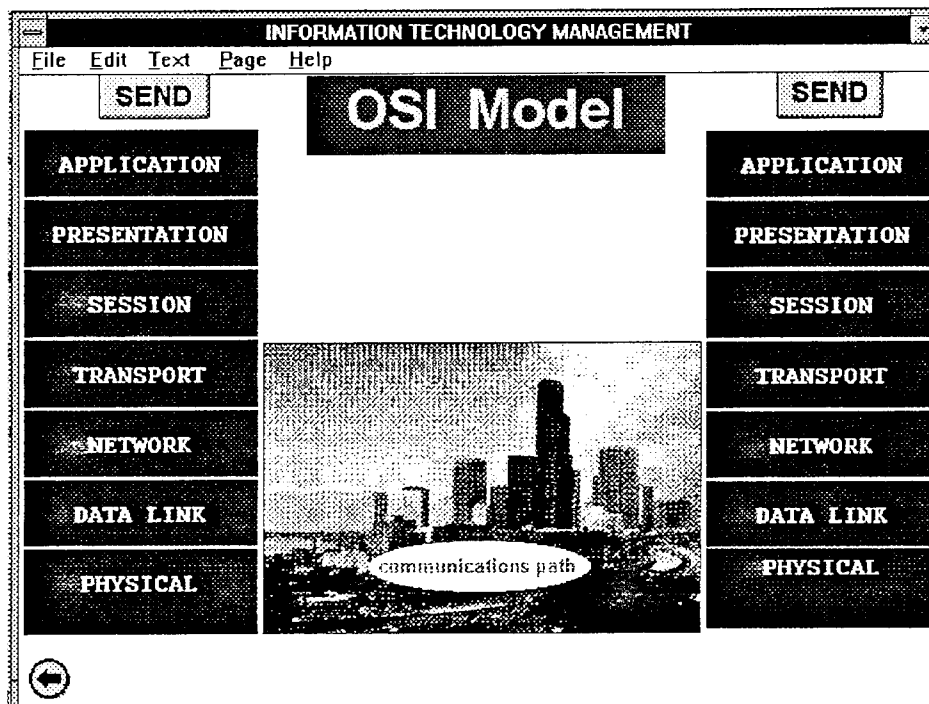 INFORMATION TECHNOLOGY MANAGEMENT
File Edit Text Page Help
SEND
OSI Model
SEND
APPLICATION
APPLICATION
PRESENTATION
PRESENTATION
SESSION
SESSION
TRANSPORT
TRANSPORT
NETWORK
NETWORK
DATA LINK
DATA LINK
communications path
PHYSICAL
PHYSICAL